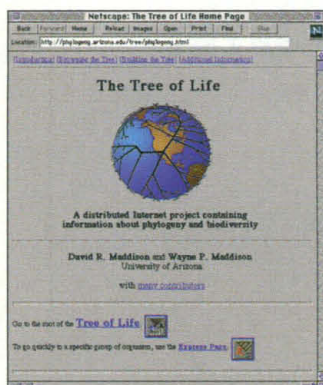 Netscape: The Tree of Life Home Page
Back Forward Home Reload Images Open Print Find Stop
Location: http://phylogeny.arizona.edu/tree/phylogeny.html
[Introduction] [Browsing the Tree] [Building the Tree] [Additional Information]
The Tree of Life
A distributed Internet project containing
information about phylogeny and biodiversity
David R. Maddison and Wayne P. Maddison
University of Arizona
with many contributors
Go to the root of the Tree of Life
To go quickly to a specific group of organism, use the Express Page.